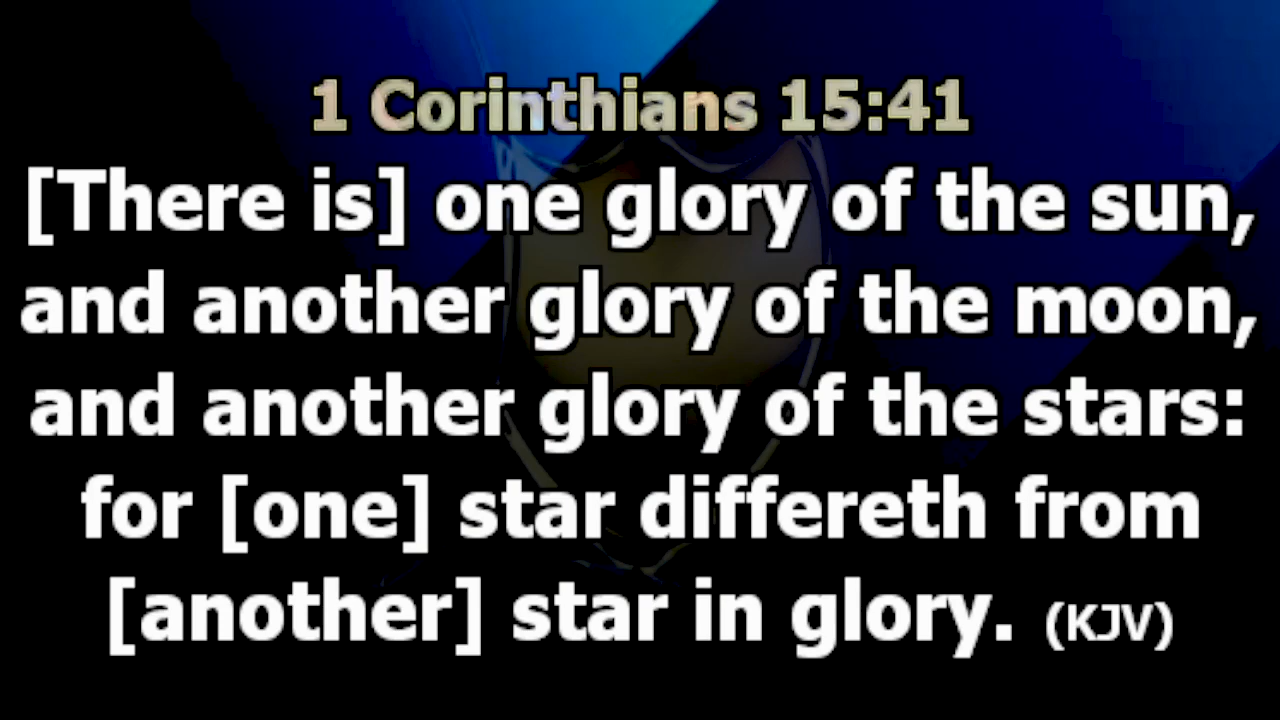 1 Corinthians 15:41
[There is] one glory of the sun,
and another glory of the moon,
and another glory of the stars:
for [one] star differeth from
[another] star in glory. (KJV)